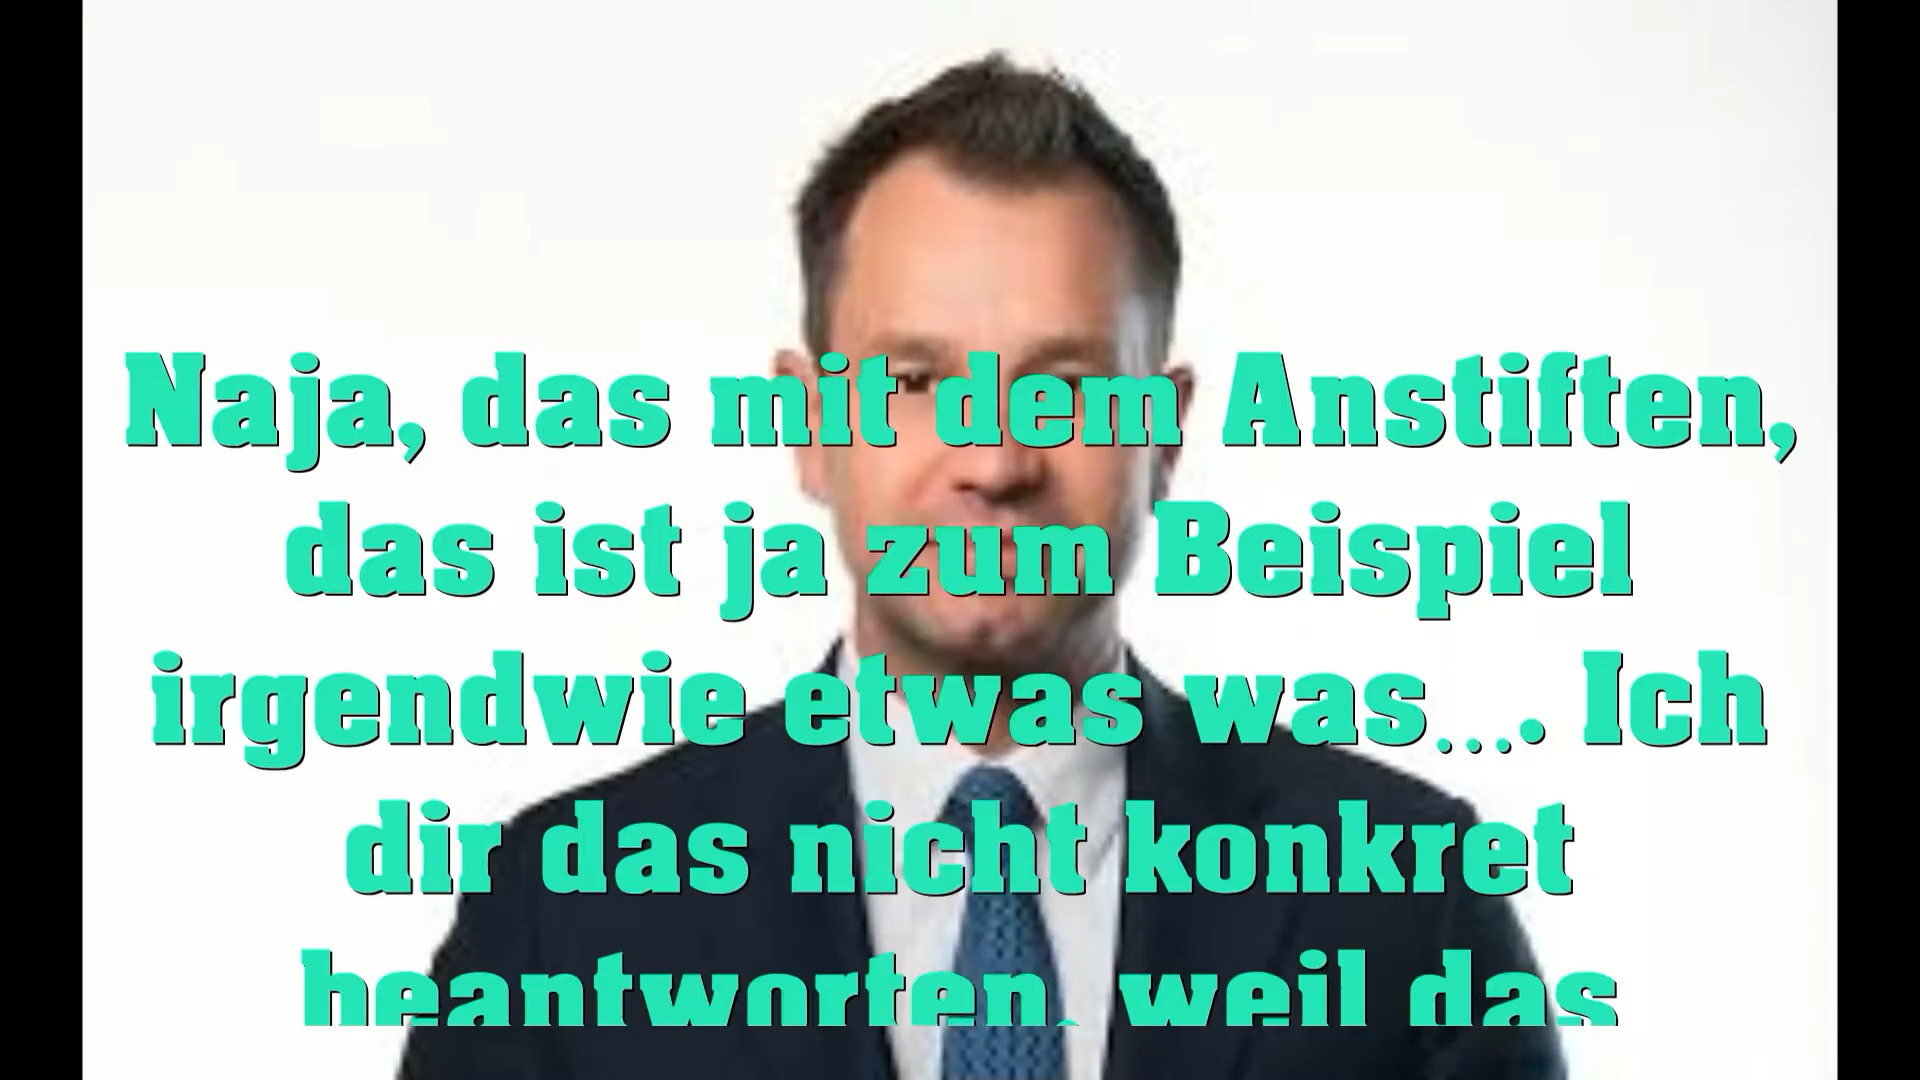 Naja, das mit dem Anstiften,
das ist ja zum Beispiel
irgendwie etwas was…. Ich
dir das nicht konkret
beantworten, weil das